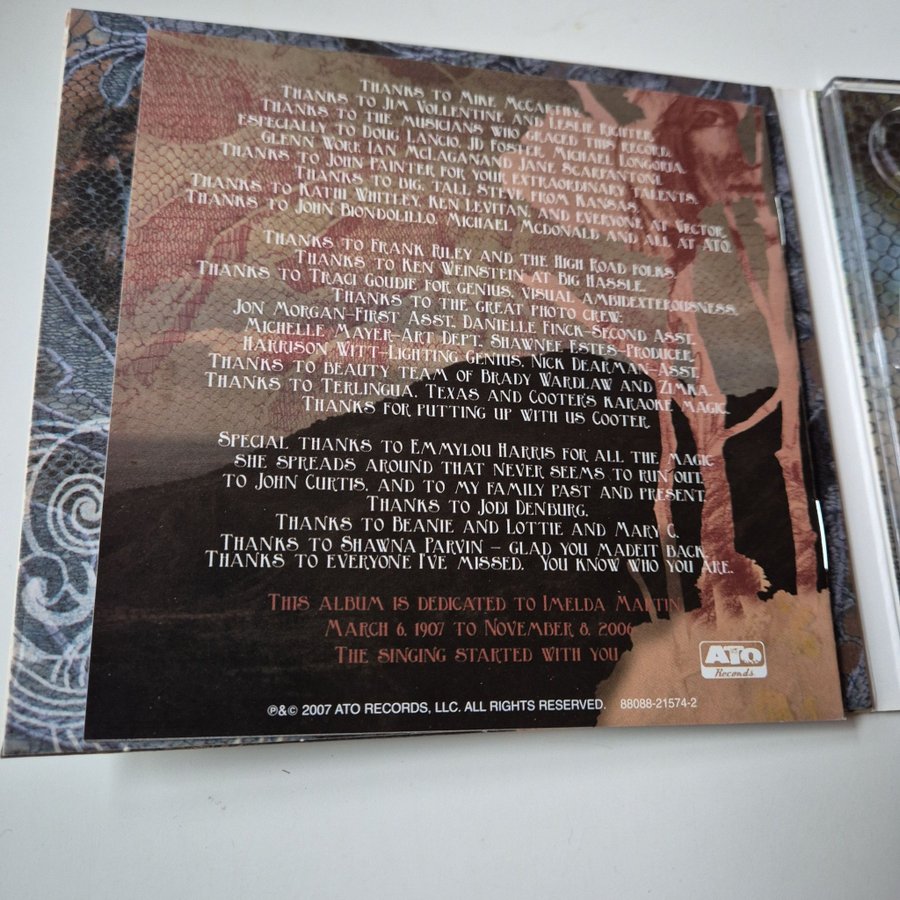 Thanks to Mike McCarthy.
Thanks to Jim Vollentine and Leslie Richter.
Thanks to the musicians who graced this record,
especially to Doug Lancio, JD Foster, Michael Longoria,
Glenn Work Ian McLaganand Jane Scarpantoni.
Thanks to John Painter for your extraordinary talents.
Thanks to big, tall Steve from Kansas,
Thanks to Kathi Whitley, Ken Levitan, and everyone at Vector.
Thanks to John Biondolillo, Michael McDonald and all at ATO.
Thanks to Frank Riley and the High Road folks.
Thanks to Ken Weinstein at Big Hassle.
Thanks to Traci Goudie for genius, visual ambidexterousness.
Thanks to the great photo crew:
Jon Morgan–First Asst, Danielle Finck–Second Asst,
Michelle Mayer–Art Dept, Shawnee Estes–Producer,
Harrison Witt–Lighting Genius, Nick Dearman–Asst.
Thanks to beauty team of Brady Wardlaw and Zimka.
Thanks to Terlingua, Texas and Cooter's Karaoke Magic.
Thanks for putting up with us Cooter
Special thanks to Emmylou Harris for all the magic
she spreads around that never seems to run out,
to John Curtis, and to my family past and present.
Thanks to Jodi Denburg.
Thanks to Beanie and Lottie and Mary C.
Thanks to Shawna Parvin – glad you madeit back.
Thanks to everyone I've missed. You know who you are..
This album is dedicated to Imelda Martin
March 6, 1907 to November 8, 2006
The singing started with you
ATO
Records
℗&© 2007 ATO RECORDS, LLC. ALL RIGHTS RESERVED. 88088-21574-2